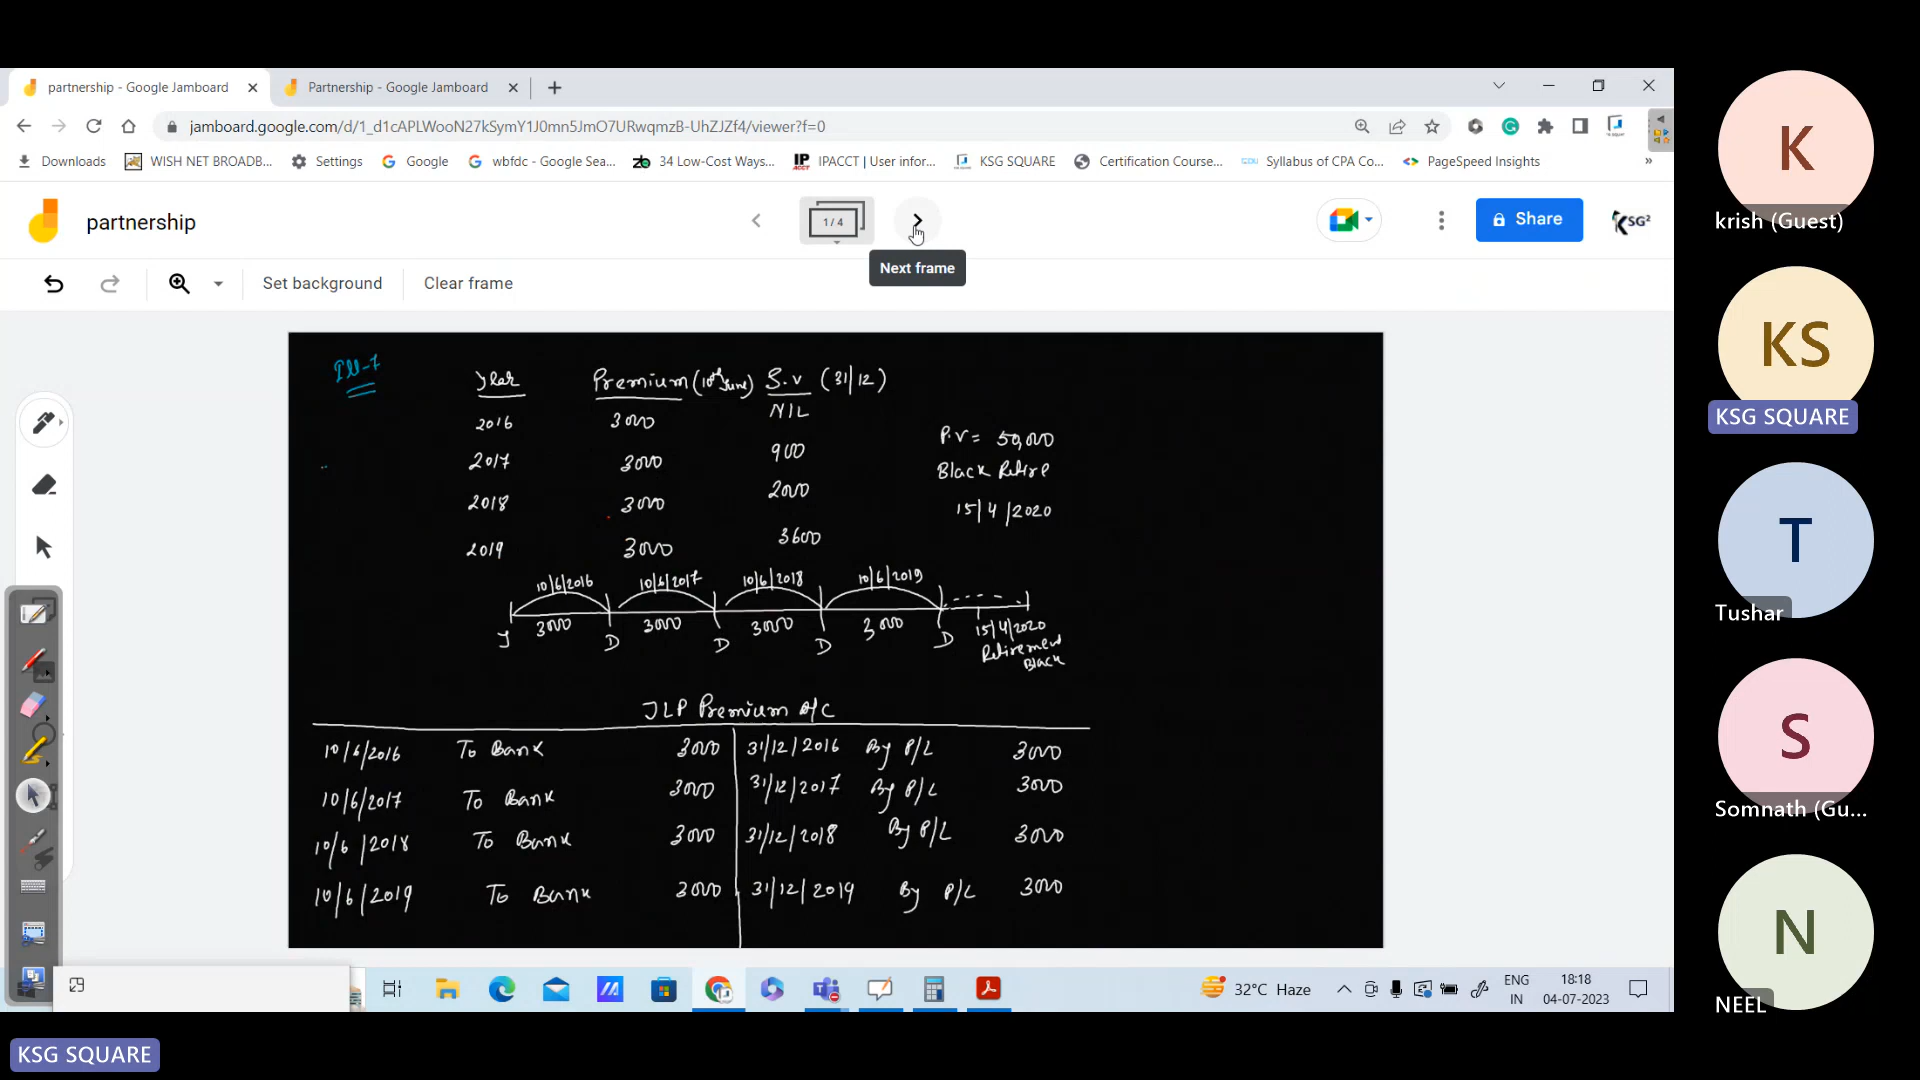 partnership - Google Jamboard
Partnership - Google Jamboard
jamboard.google.com/d/1_d1cAPLWooN27kSymY1J0mn5JmO7URwqmzB-UhZJZf4/viewer?f=0
Downloads
WISH NET BROADB...
Settings
Google
wbfdc - Google Sea...
34 Low-Cost Ways...
IPACCT | User infor...
KSG SQUARE
Certification Course...
Syllabus of CPA Co...
PageSpeed Insights
»
partnership
1 / 4
Next frame
Share
KSG²
Set background
Clear frame
Ill-1
Year Premium (10th June) S.V (31/12)
2016 3000 NIL
2017 3000 900
2018 3000 2000
2019 3000 3600
P.V = 50,000
Black Retire
15/4/2020
10/6/2016 10/6/2017 10/6/2018 10/6/2019
J 3000 D 3000 D 3000 D 3000 D 15/4/2020
Retirement
Black
JLP Premium A/C
10/6/2016 To Bank 3000 31/12/2016 By P/L 3000
10/6/2017 To Bank 3000 31/12/2017 By P/L 3000
10/6/2018 To Bank 3000 31/12/2018 By P/L 3000
10/6/2019 To Bank 3000 31/12/2019 By P/L 3000
32°C Haze
ENG
IN
18:18
04-07-2023
K
krish (Guest)
KS
KSG SQUARE
T
Tushar
S
Somnath (Gu...
N
NEEL
KSG SQUARE